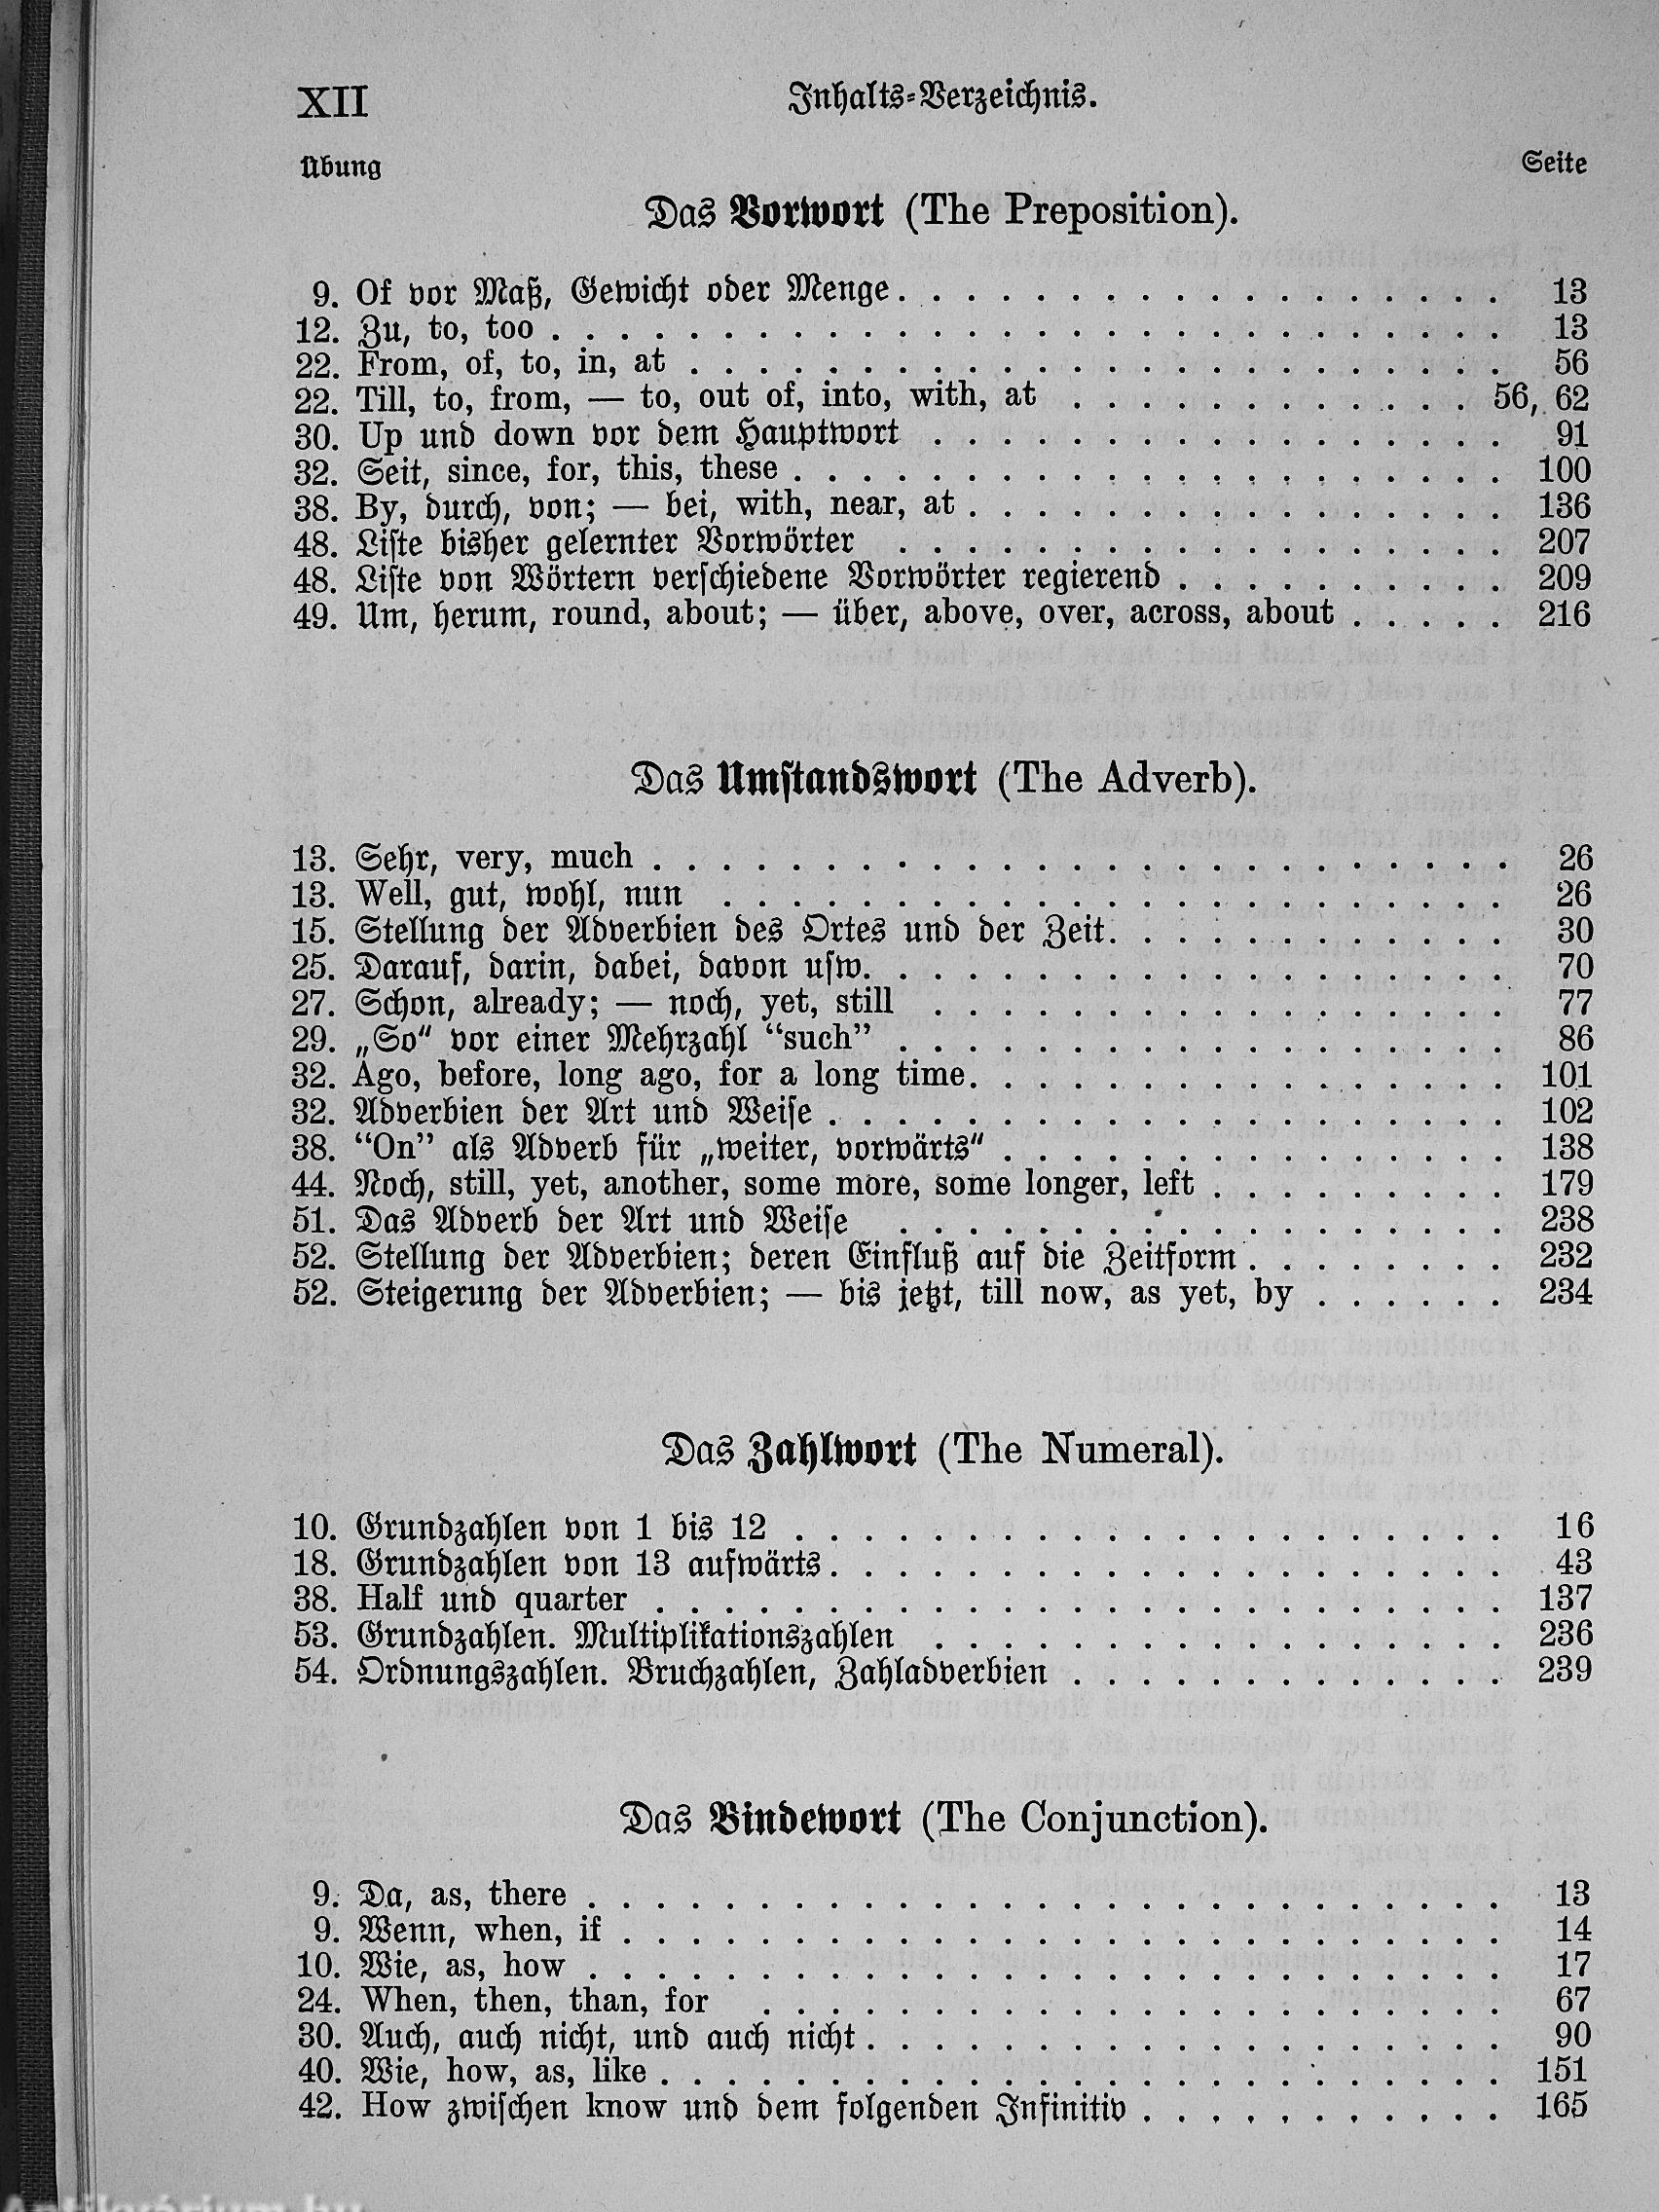 XII
Inhalts-Verzeichnis.
Übung
Seite
Das Vorwort (The Preposition).
9. Of vor Maß, Gewicht oder Menge . . . . . . . . . . . . . . . . . . 13
12. Zu, to, too . . . . . . . . . . . . . . . . . . . . . . . . . . . . 13
22. From, of, to, in, at . . . . . . . . . . . . . . . . . . . . . . . . 56
22. Till, to, from, — to, out of, into, with, at . . . . . . . . . . . . 56, 62
30. Up und down vor dem Hauptwort . . . . . . . . . . . . . . . . . 91
32. Seit, since, for, this, these . . . . . . . . . . . . . . . . . . . . . 100
38. By, durch, von; — bei, with, near, at . . . . . . . . . . . . . . . . 136
48. Liste bisher gelernter Vorwörter . . . . . . . . . . . . . . . . . . 207
48. Liste von Wörtern verschiedene Vorwörter regierend . . . . . . . . . . 209
49. Um, herum, round, about; — über, above, over, across, about . . . . . 216
Das Umstandswort (The Adverb).
13. Sehr, very, much . . . . . . . . . . . . . . . . . . . . . . . . . 26
13. Well, gut, wohl, nun . . . . . . . . . . . . . . . . . . . . . . . 26
15. Stellung der Adverbien des Ortes und der Zeit . . . . . . . . . . . . 30
25. Darauf, darin, dabei, davon usw. . . . . . . . . . . . . . . . . . . . 70
27. Schon, already; — noch, yet, still . . . . . . . . . . . . . . . . . 77
29. „So“ vor einer Mehrzahl “such” . . . . . . . . . . . . . . . . . . 86
32. Ago, before, long ago, for a long time . . . . . . . . . . . . . . . . 101
32. Adverbien der Art und Weise . . . . . . . . . . . . . . . . . . . . 102
38. “On” als Adverb für „weiter, vorwärts“ . . . . . . . . . . . . . . . 138
44. Noch, still, yet, another, some more, some longer, left . . . . . . . . . 179
51. Das Adverb der Art und Weise . . . . . . . . . . . . . . . . . . 238
52. Stellung der Adverbien; deren Einfluß auf die Zeitform . . . . . . . . 232
52. Steigerung der Adverbien; — bis jetzt, till now, as yet, by . . . . . . 234
Das Zahlwort (The Numeral).
10. Grundzahlen von 1 bis 12 . . . . . . . . . . . . . . . . . . . . . 16
18. Grundzahlen von 13 aufwärts . . . . . . . . . . . . . . . . . . . . 43
38. Half und quarter . . . . . . . . . . . . . . . . . . . . . . . . . 137
53. Grundzahlen. Multiplikationszahlen . . . . . . . . . . . . . . . . . 236
54. Ordnungszahlen. Bruchzahlen, Zahladverbien . . . . . . . . . . . . . 239
Das Bindewort (The Conjunction).
9. Da, as, there . . . . . . . . . . . . . . . . . . . . . . . . . . . 13
9. Wenn, when, if . . . . . . . . . . . . . . . . . . . . . . . . . . 14
10. Wie, as, how . . . . . . . . . . . . . . . . . . . . . . . . . . . 17
24. When, then, than, for . . . . . . . . . . . . . . . . . . . . . . 67
30. Auch, auch nicht, und auch nicht . . . . . . . . . . . . . . . . . . . 90
40. Wie, how, as, like . . . . . . . . . . . . . . . . . . . . . . . . . 151
42. How zwischen know und dem folgenden Infinitiv . . . . . . . . . . . 165